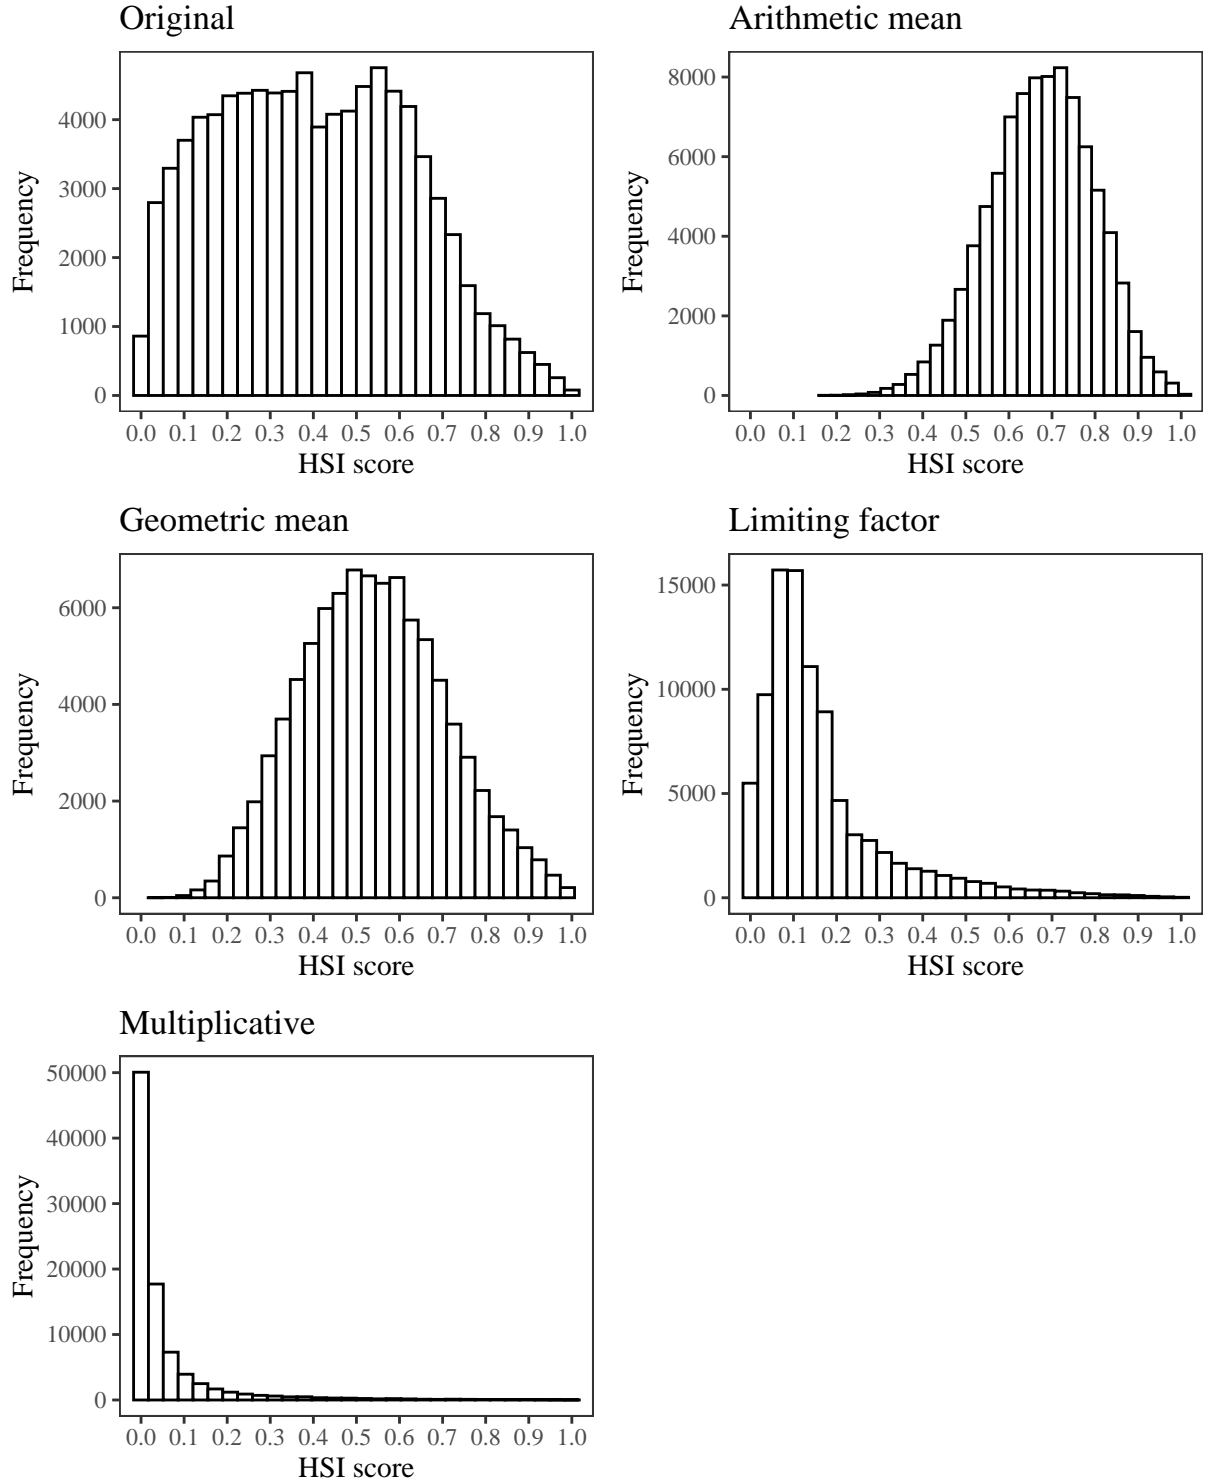 Original
4000
3000
2000
1000
0
Frequency
0.0 0.1 0.2 0.3 0.4 0.5 0.6 0.7 0.8 0.9 1.0
HSI score
Arithmetic mean
8000
6000
4000
2000
0
Frequency
0.0 0.1 0.2 0.3 0.4 0.5 0.6 0.7 0.8 0.9 1.0
HSI score
Geometric mean
6000
4000
2000
0
Frequency
0.0 0.1 0.2 0.3 0.4 0.5 0.6 0.7 0.8 0.9 1.0
HSI score
Limiting factor
15000
10000
5000
0
Frequency
0.0 0.1 0.2 0.3 0.4 0.5 0.6 0.7 0.8 0.9 1.0
HSI score
Multiplicative
50000
40000
30000
20000
10000
0
Frequency
0.0 0.1 0.2 0.3 0.4 0.5 0.6 0.7 0.8 0.9 1.0
HSI score